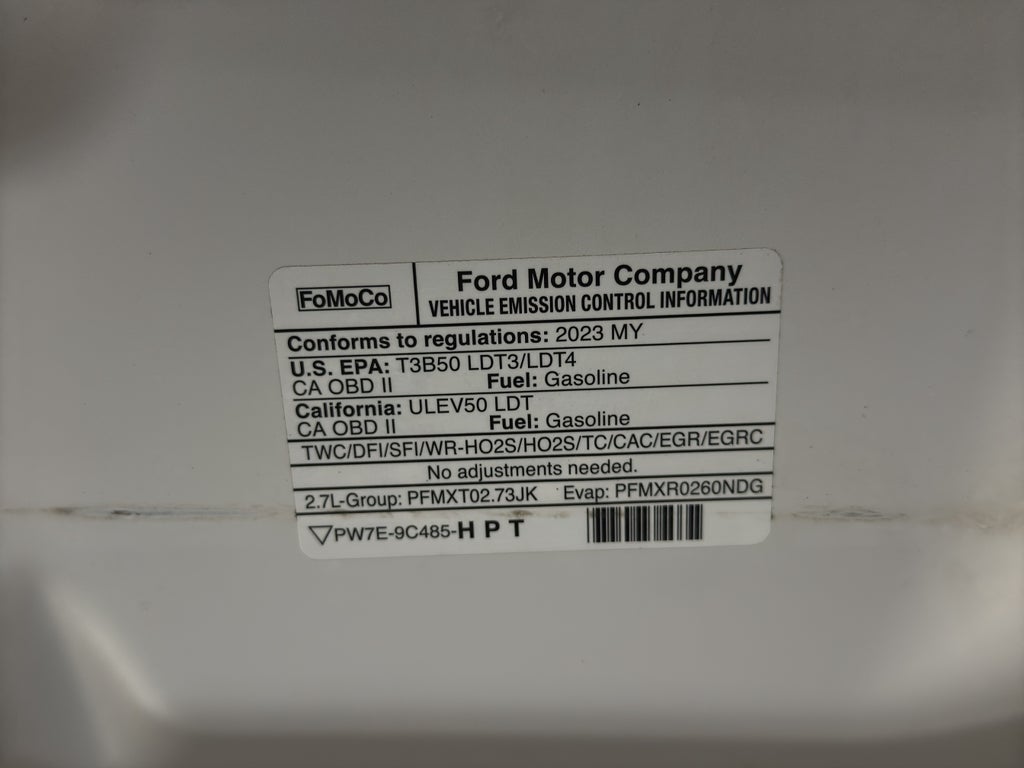 FoMoCo
Ford Motor Company
VEHICLE EMISSION CONTROL INFORMATION
Conforms to regulations: 2023 MY
U.S. EPA: T3B50 LDT3/LDT4
CA OBD II Fuel: Gasoline
California: ULEV50 LDT
CA OBD II Fuel: Gasoline
TWC/DFI/SFI/WR-HO2S/HO2S/TC/CAC/EGR/EGRC
No adjustments needed.
2.7L-Group: PFMXT02.73JK Evap: PFMXR0260NDG
PW7E-9C485-H P T